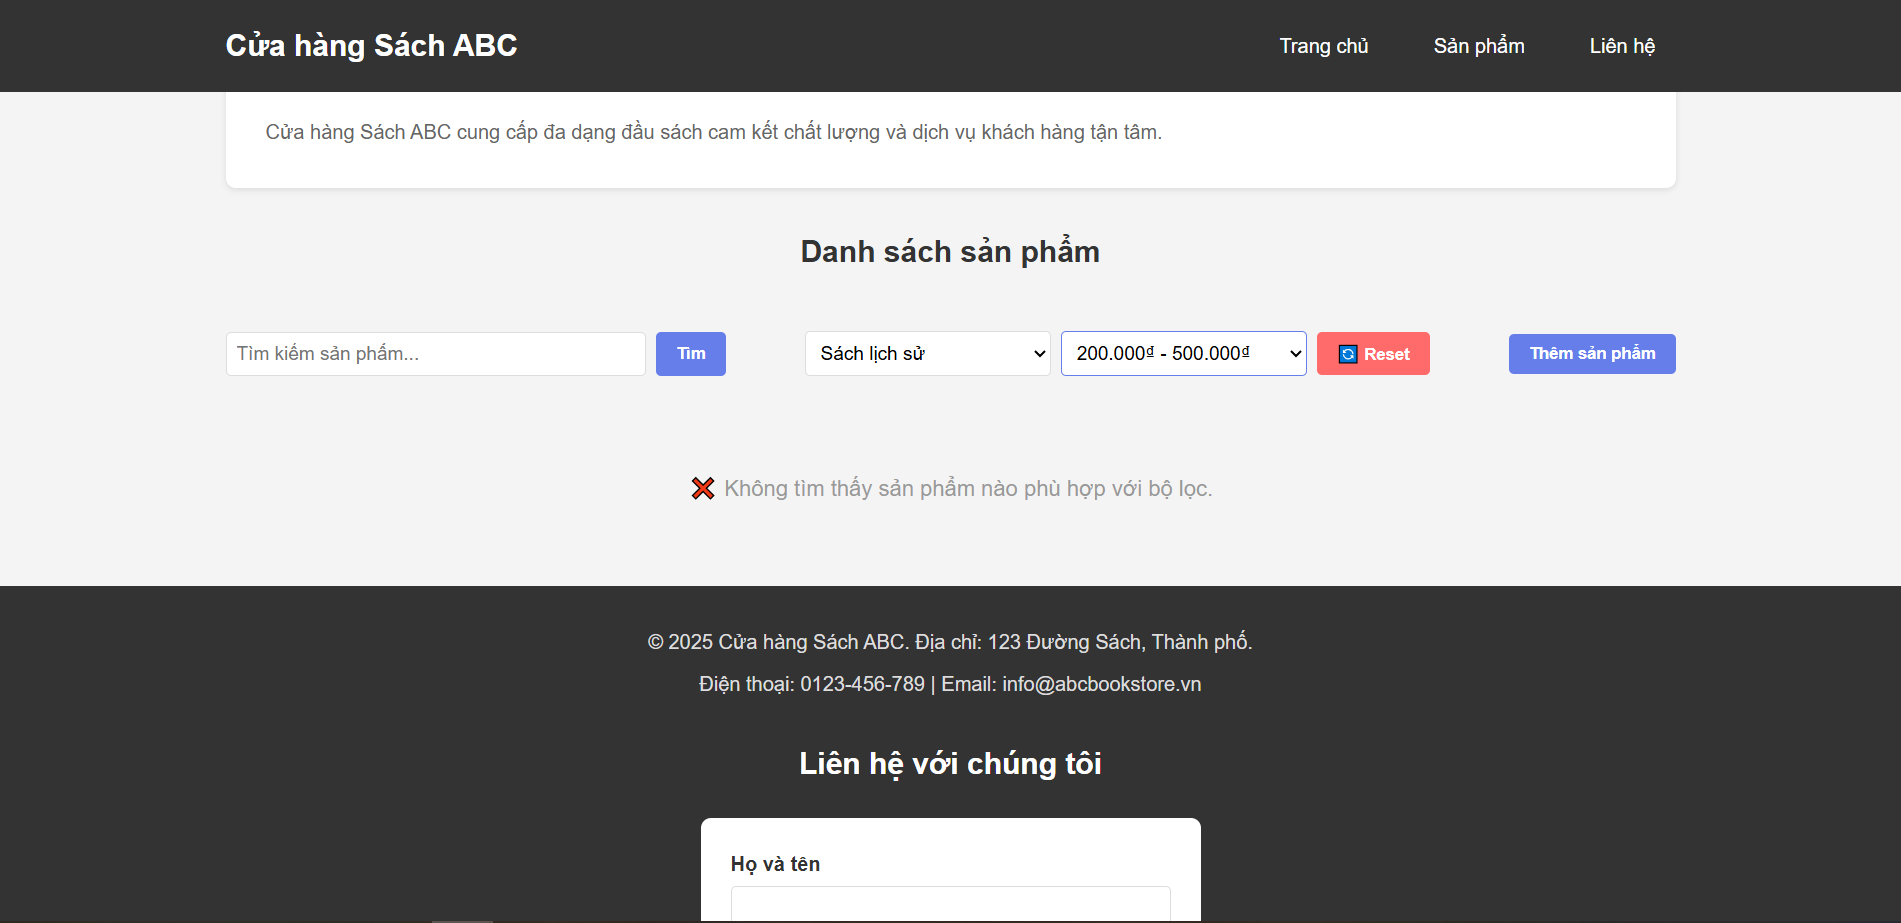 Cửa hàng Sách ABC
Trang chủ
Sản phẩm
Liên hệ
Cửa hàng Sách ABC cung cấp đa dạng đầu sách cam kết chất lượng và dịch vụ khách hàng tận tâm.
Danh sách sản phẩm
Tìm kiếm sản phẩm...
Tìm
Sách lịch sử
200.000₫ - 500.000₫
Reset
Thêm sản phẩm
Không tìm thấy sản phẩm nào phù hợp với bộ lọc.
© 2025 Cửa hàng Sách ABC. Địa chỉ: 123 Đường Sách, Thành phố.
Điện thoại: 0123-456-789 | Email: info@abcbookstore.vn
Liên hệ với chúng tôi
Họ và tên